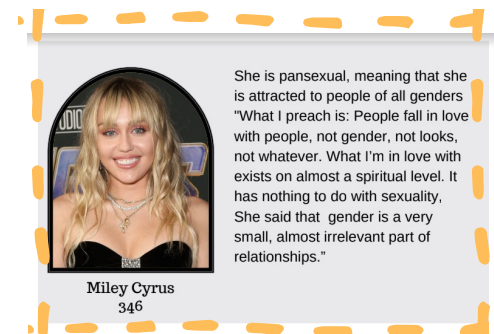 She is pansexual, meaning that she
is attracted to people of all genders
"What I preach is: People fall in love
with people, not gender, not looks,
not whatever. What I'm in love with
exists on almost a spiritual level. It
has nothing to do with sexuality,
She said that  gender is a very
small, almost irrelevant part of
relationships.”
Miley Cyrus
346